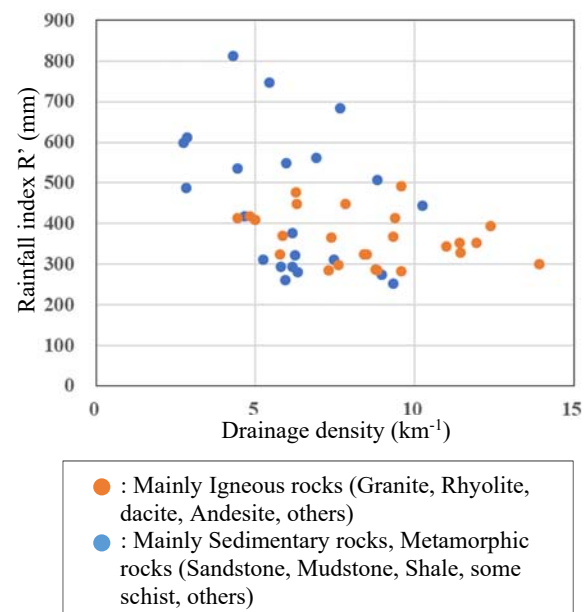 900
800
700
600
500
400
300
200
100
0
Rainfall index R’ (mm)
0 5 10 15
Drainage density (km-1)
: Mainly Igneous rocks (Granite, Rhyolite,
dacite, Andesite, others)
: Mainly Sedimentary rocks, Metamorphic
rocks (Sandstone, Mudstone, Shale, some
schist, others)